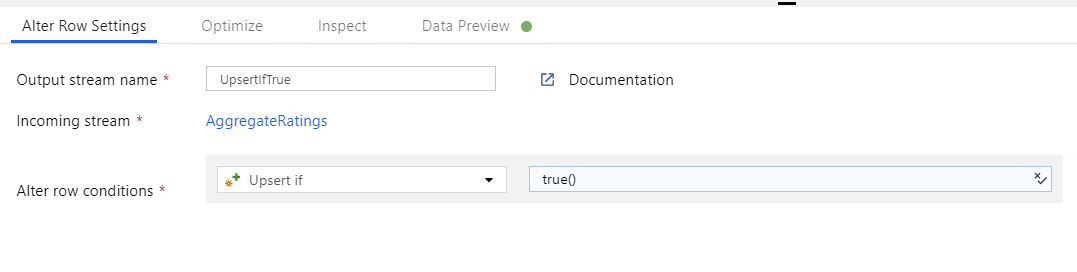 Alter Row Settings Optimize Inspect Data Preview
Output stream name * UpsertIfTrue Documentation
Incoming stream * AggregateRatings
Alter row conditions * Upsert if true()